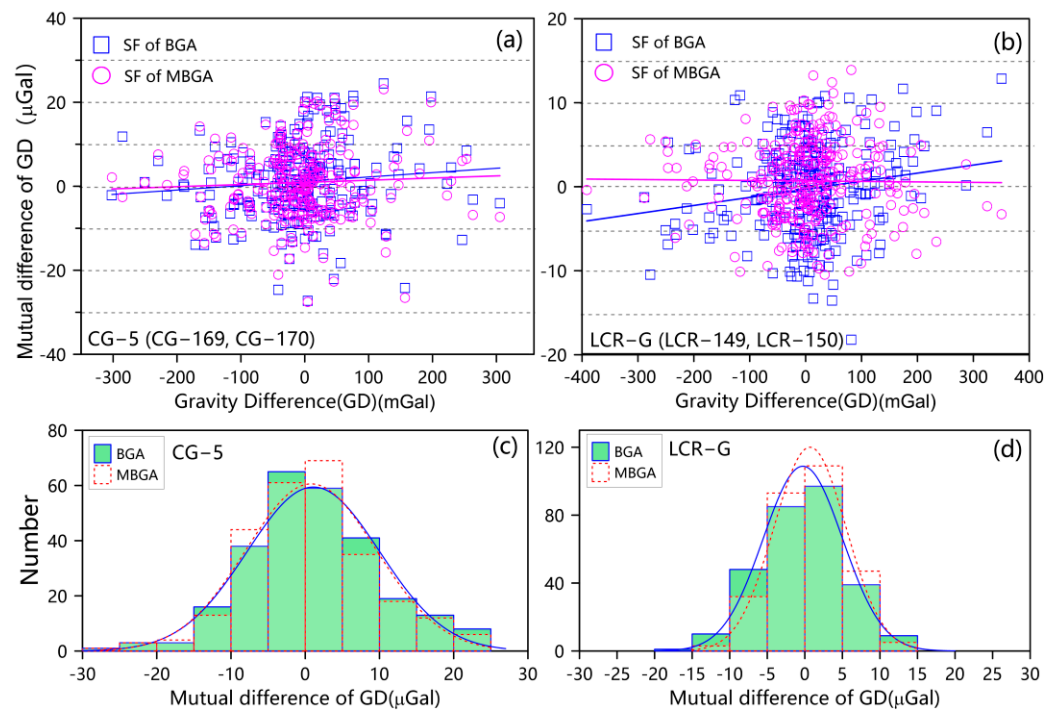 (a)
SF of BGA
SF of MBGA
40
30
20
10
0
-10
-20
-30
-40
Mutual difference of GD (μGal)
CG-5 (CG-169, CG-170)
-300 -200 -100 0 100 200 300
Gravity Difference(GD)(mGal)
(b)
SF of BGA
SF of MBGA
20
10
0
-10
-20
LCR-G (LCR-149, LCR-150)
-400 -300 -200 -100 0 100 200 300 400
Gravity Difference(GD)(mGal)
(c)
BGA
MBGA
CG-5
80
60
40
20
0
Number
-30 -20 -10 0 10 20 30
Mutual difference of GD(μGal)
(d)
BGA
MBGA
LCR-G
120
80
40
0
-30 -25 -20 -15 -10 -5 0 5 10 15 20 25 30
Mutual difference of GD(μGal)